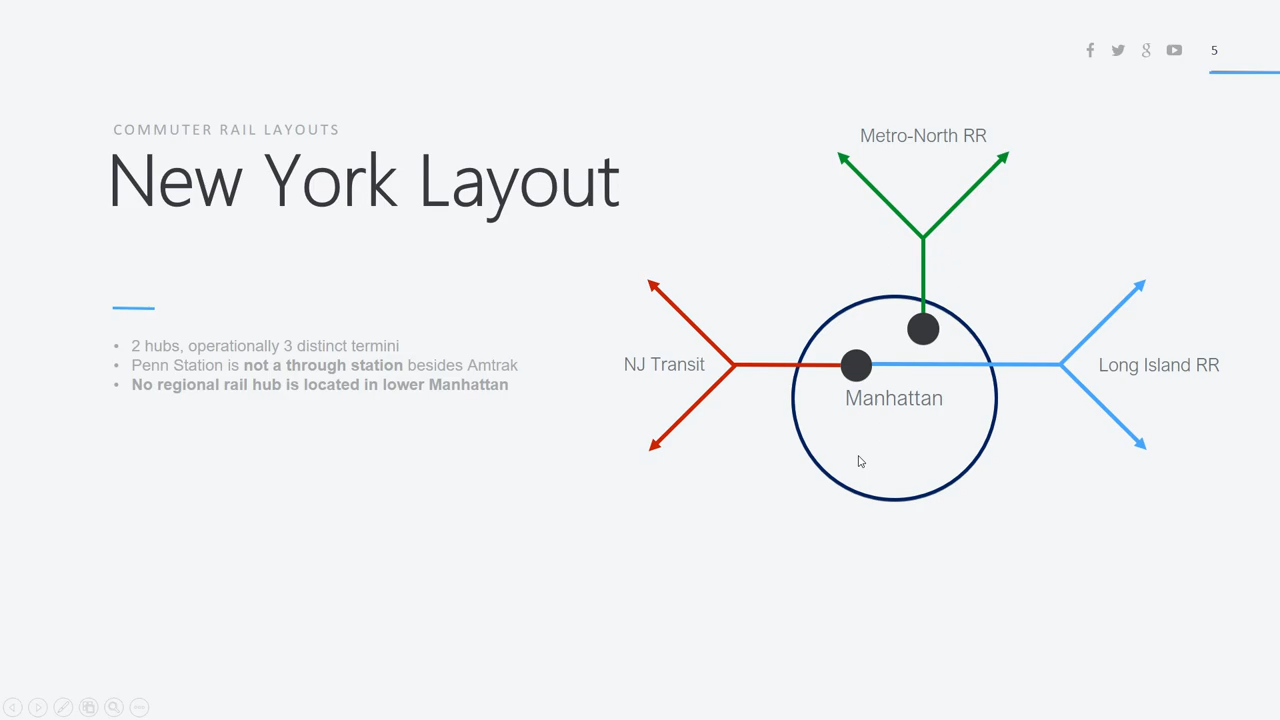 5
COMMUTER RAIL LAYOUTS
New York Layout
• 2 hubs, operationally 3 distinct termini
• Penn Station is not a through station besides Amtrak
• No regional rail hub is located in lower Manhattan
Metro-North RR
NJ Transit
Long Island RR
Manhattan